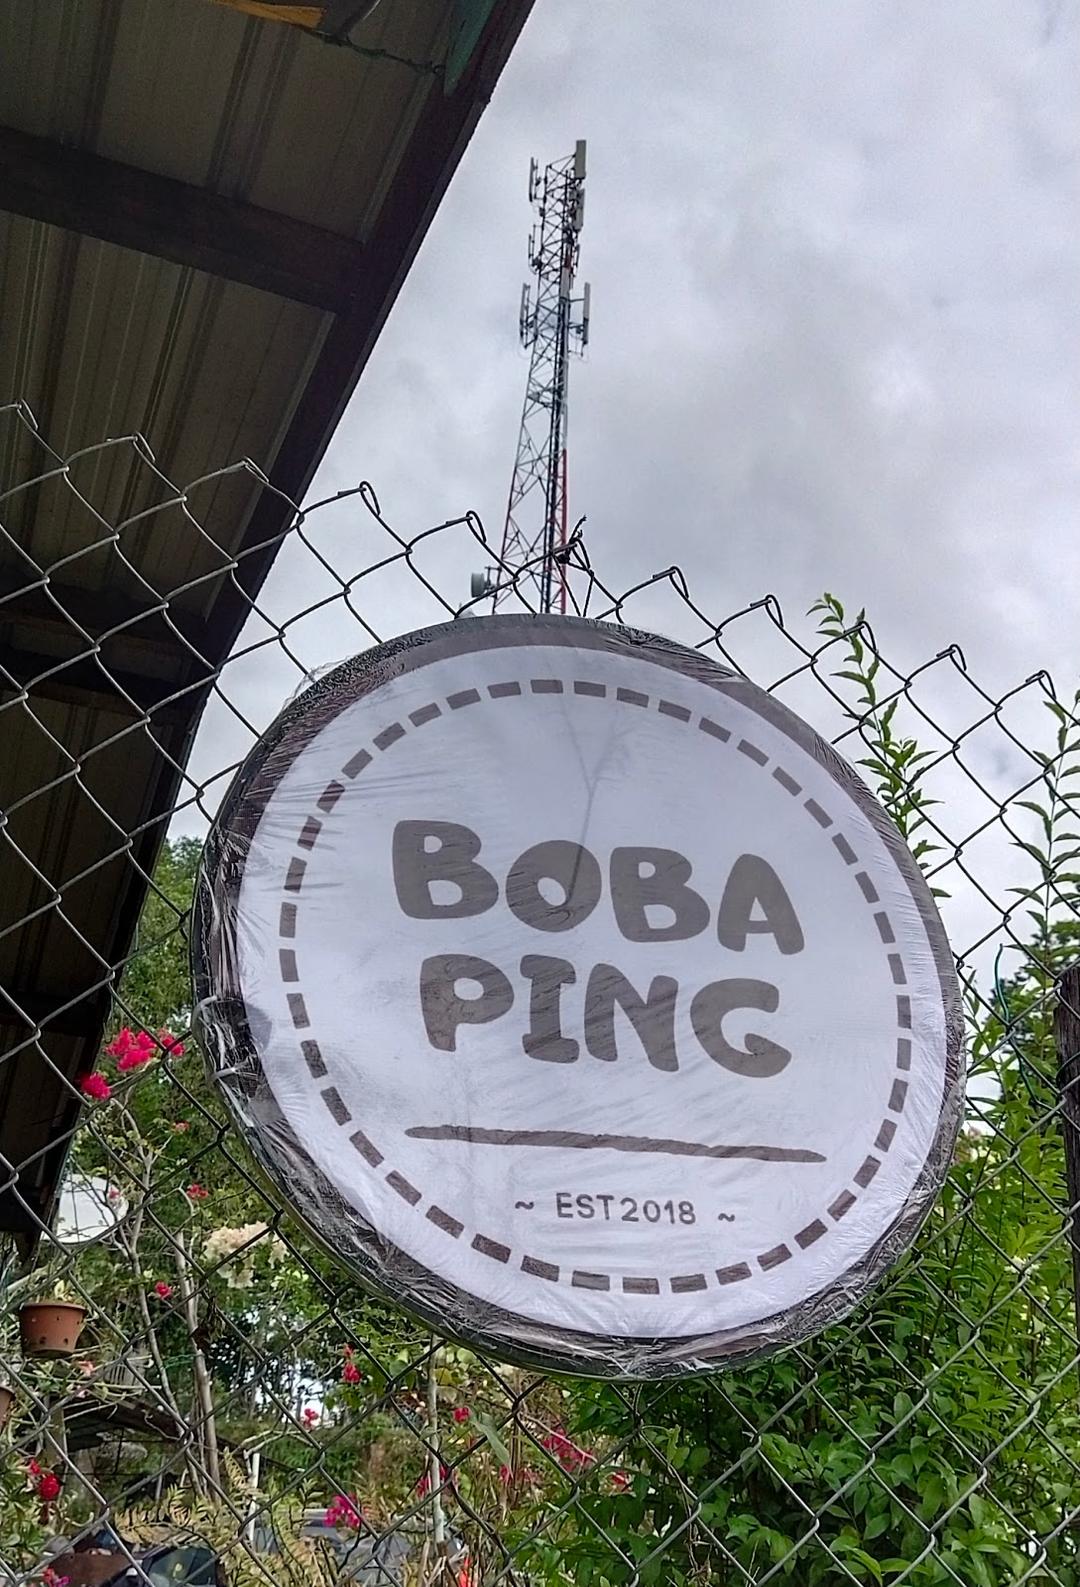 BOBA
PING
~ EST2018 ~